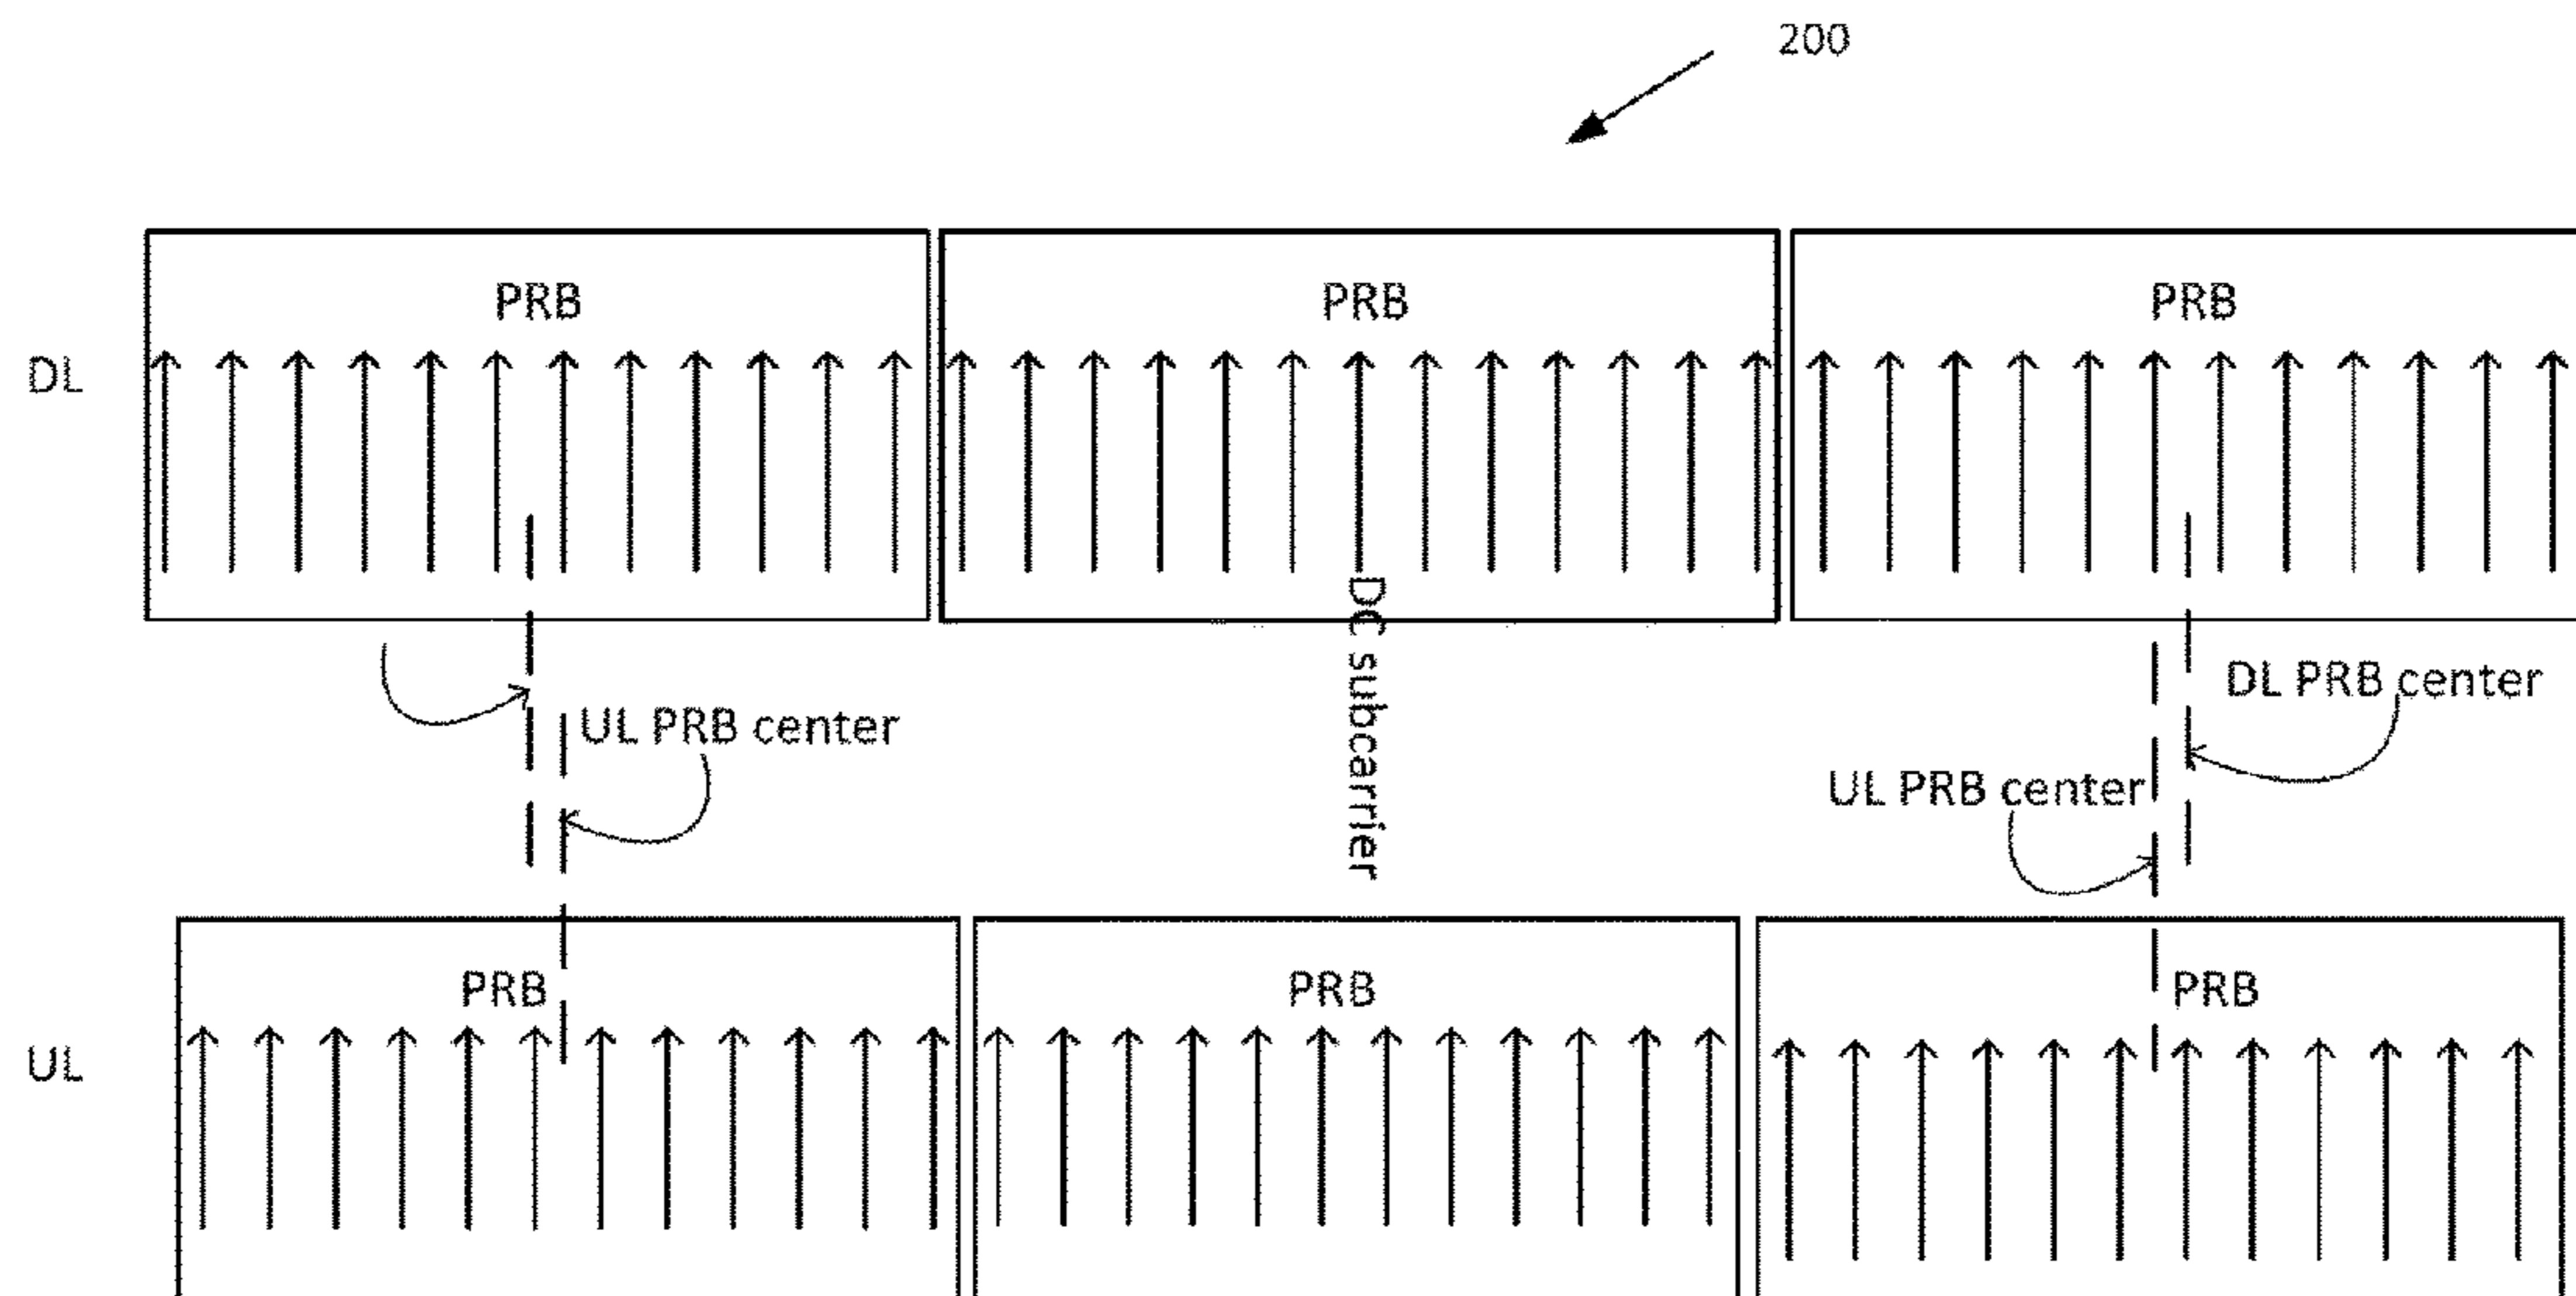 200
PRB
PRB
PRB
DL
DC subcarrier
DL PRB center
UL PRB center
UL PRB center
PRB
PRB
PRB
UL